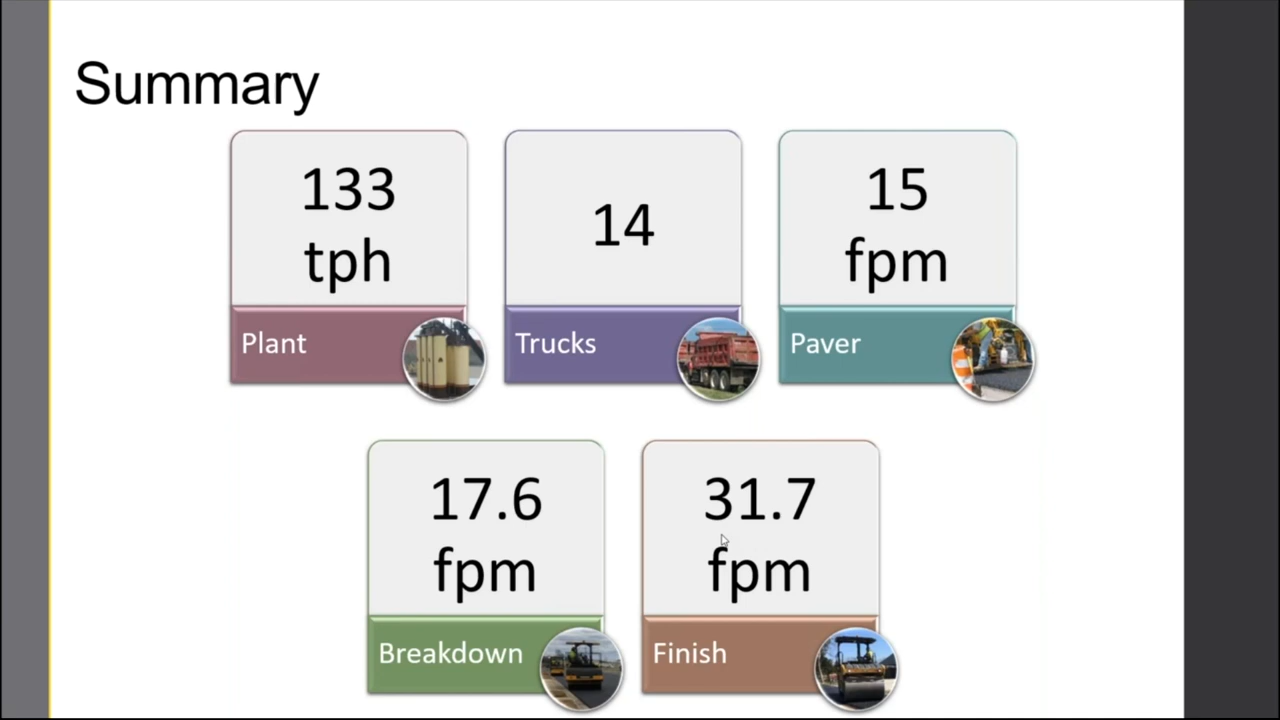 Summary
133
tph
Plant
14
Trucks
15
fpm
Paver
17.6
fpm
Breakdown
31.7
fpm
Finish